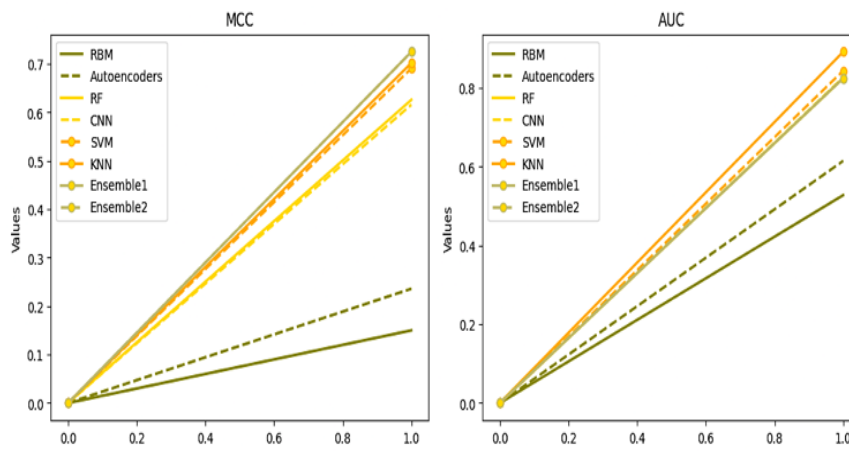 MCC
0.7
0.6
0.5
0.4
0.3
0.2
0.1
0.0
Values
RBM
Autoencoders
RF
CNN
SVM
KNN
Ensemble1
Ensemble2
0.0 0.2 0.4 0.6 0.8 1.0
AUC
0.8
0.6
0.4
0.2
0.0
Values
RBM
Autoencoders
RF
CNN
SVM
KNN
Ensemble1
Ensemble2
0.0 0.2 0.4 0.6 0.8 1.0